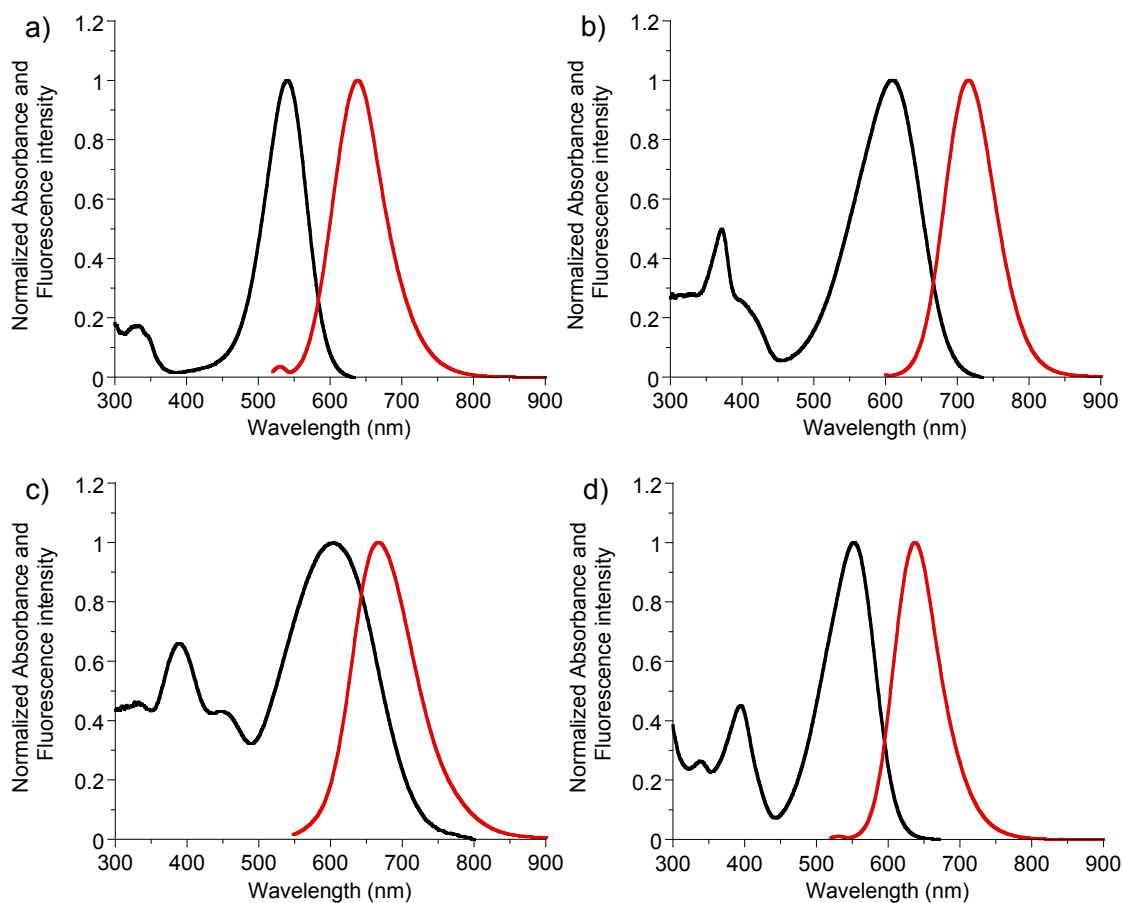 a)
1.2
1
0.8
0.6
0.4
0.2
0
Normalized Absorbance and
Fluorescence intensity
300 400 500 600 700 800 900
Wavelength (nm)
b)
1.2
1
0.8
0.6
0.4
0.2
0
Normalized Absorbance and
Fluorescence intensity
300 400 500 600 700 800 900
Wavelength (nm)
c)
1.2
1
0.8
0.6
0.4
0.2
0
Normalized Absorbance and
Fluorescence intensity
300 400 500 600 700 800 900
Wavelength (nm)
d)
1.2
1
0.8
0.6
0.4
0.2
0
Normalized Absorbance and
Fluorescence intensity
300 400 500 600 700 800 900
Wavelength (nm)